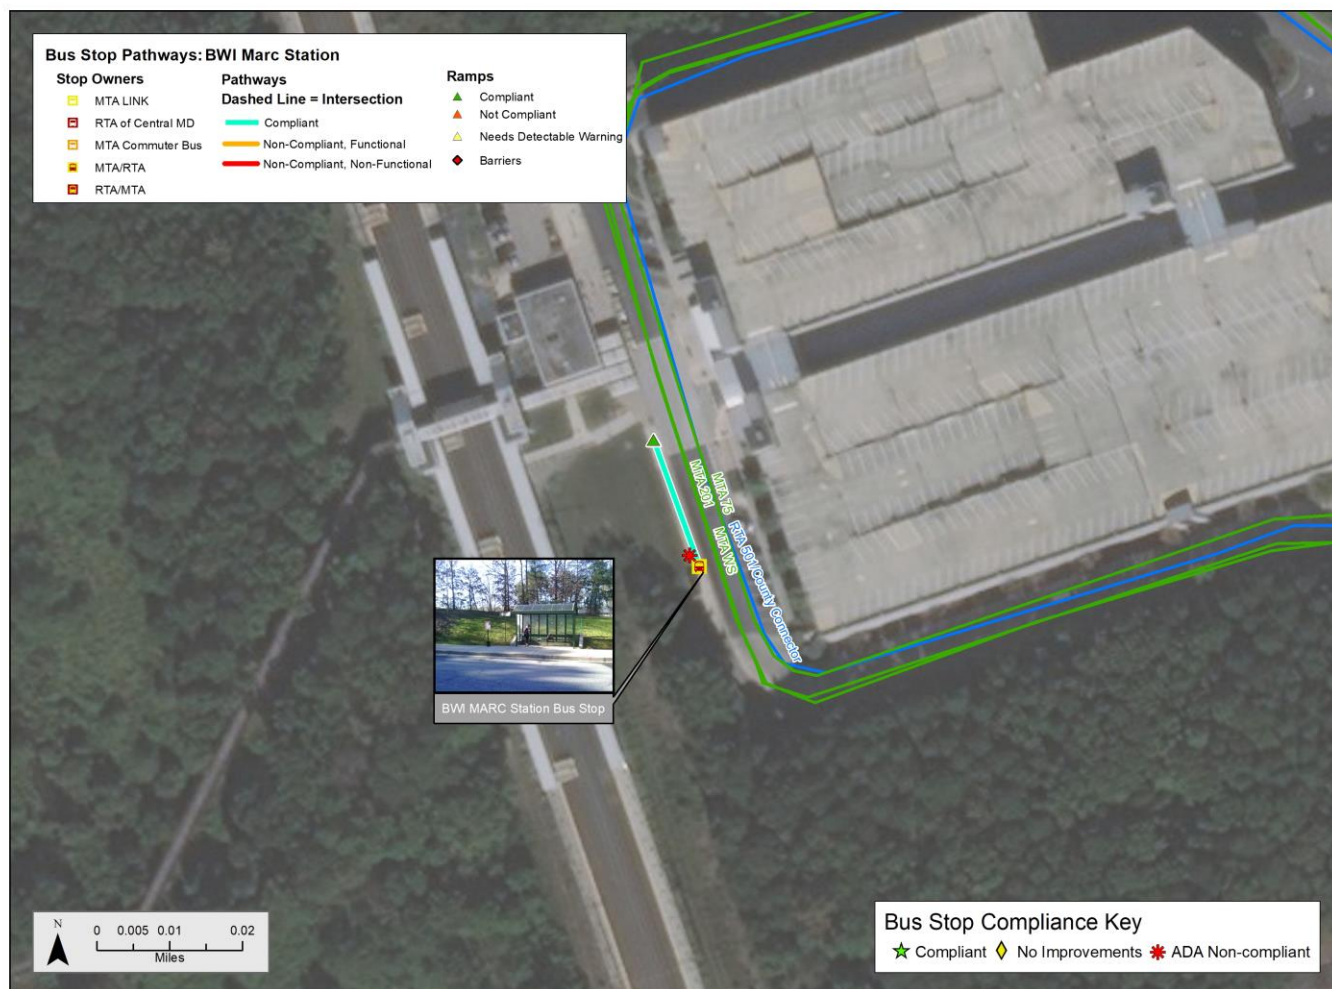 Bus Stop Pathways: BWI Marc Station
Stop Owners
MTA LINK
RTA of Central MD
MTA Commuter Bus
MTA/RTA
RTA/MTA
Pathways
Dashed Line = Intersection
Compliant
Non-Compliant, Functional
Non-Compliant, Non-Functional
Ramps
Compliant
Not Compliant
Needs Detectable Warning
Barriers
MTA 201
MTA 75
MTA WS
RTA 501/County Connector
BWI MARC Station Bus Stop
N
0 0.005 0.01 0.02
Miles
Bus Stop Compliance Key
Compliant No Improvements ADA Non-compliant